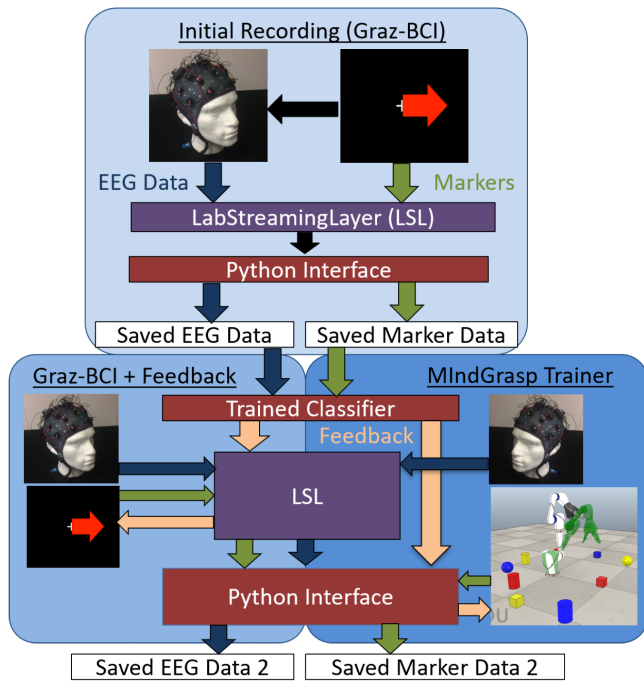 Initial Recording (Graz-BCI)
EEG Data
Markers
LabStreamingLayer (LSL)
Python Interface
Saved EEG Data
Saved Marker Data
Graz-BCI + Feedback
MIndGrasp Trainer
Trained Classifier
Feedback
LSL
Python Interface
Saved EEG Data 2
Saved Marker Data 2